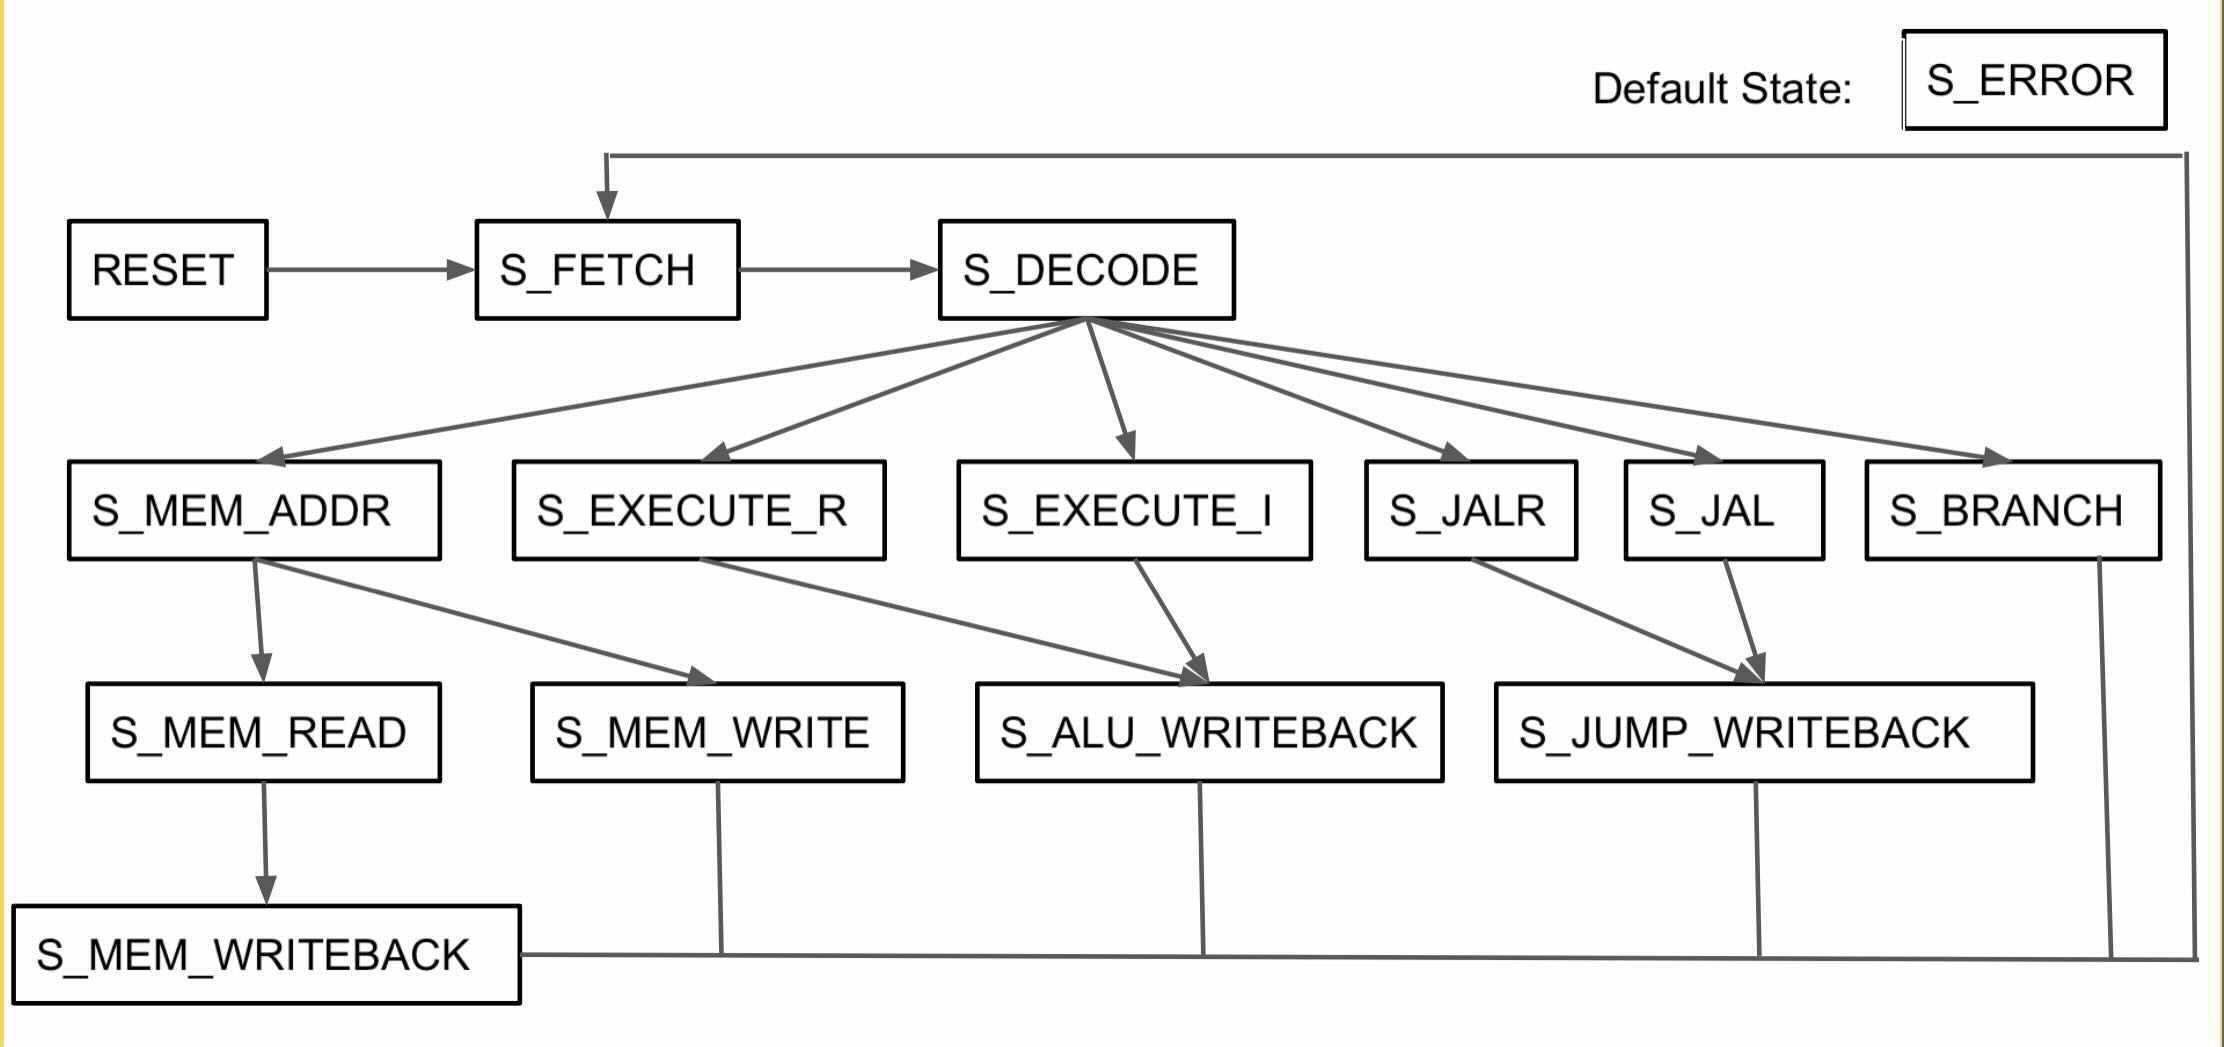 Default State:
S_ERROR
RESET
S_FETCH
S_DECODE
S_MEM_ADDR
S_EXECUTE_R
S_EXECUTE_I
S_JALR
S_JAL
S_BRANCH
S_MEM_READ
S_MEM_WRITE
S_ALU_WRITEBACK
S_JUMP_WRITEBACK
S_MEM_WRITEBACK